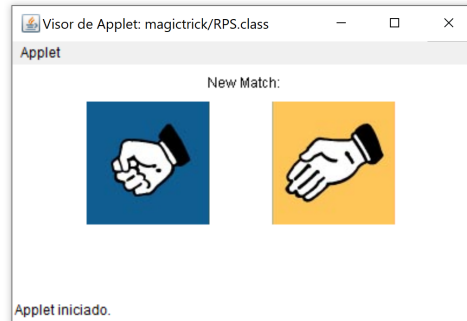 Visor de Applet: magictrick/RPS.class
Applet
New Match:
Applet iniciado.